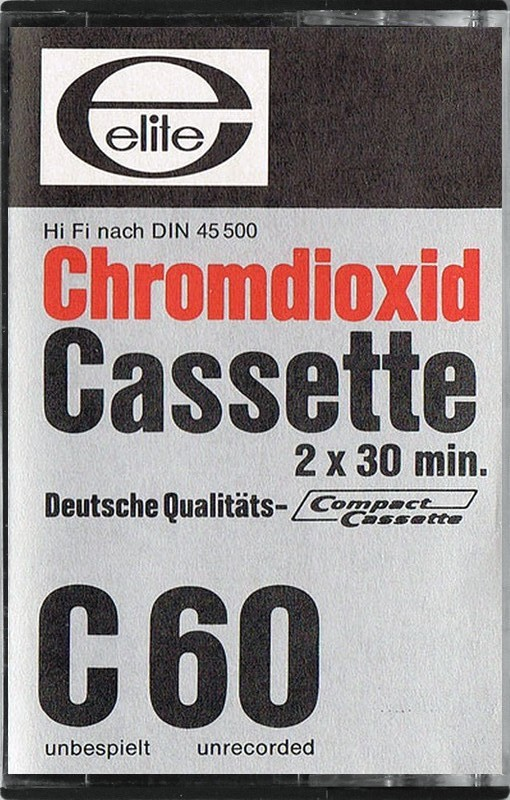 elite
Hi Fi nach DIN 45 500
Chromdioxid
Cassette
2 x 30 min.
Deutsche Qualitäts- Compact
Cassette
C 60
unbespielt unrecorded